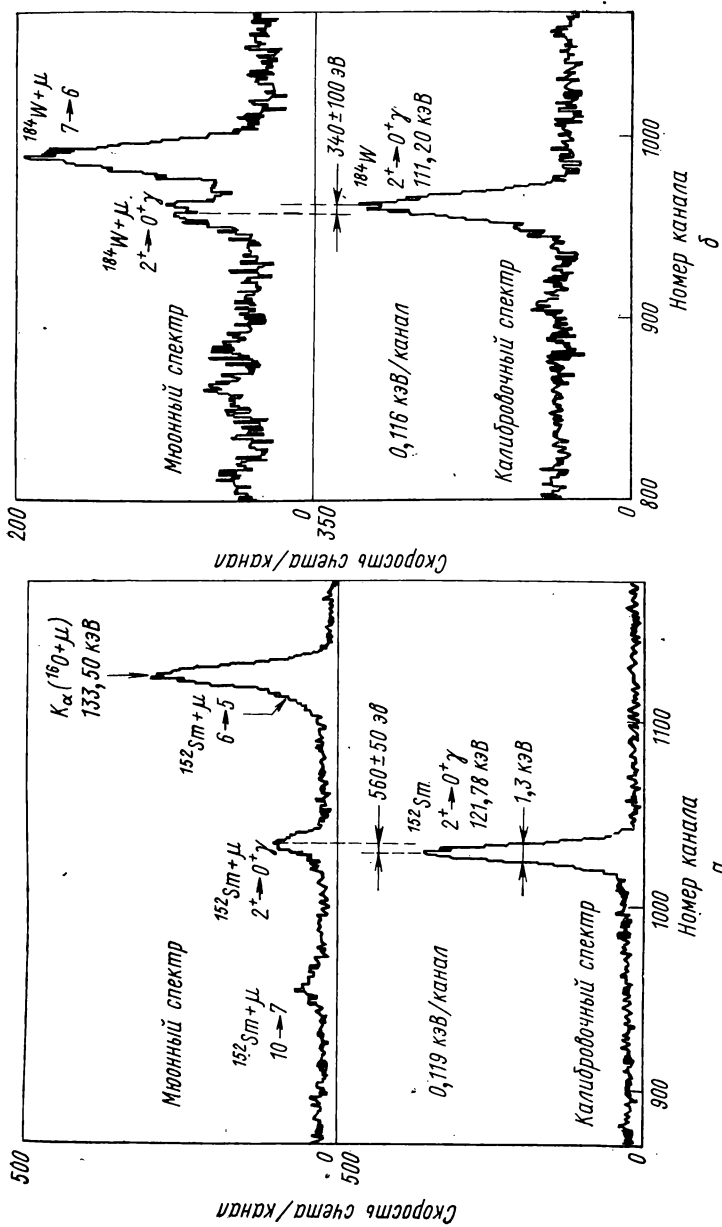 Скорость счета/канал
500
0
500
0
Мюонный спектр
¹⁵²Sm+μ
10→7
¹⁵²Sm+μ
2⁺→0⁺γ
¹⁵²Sm+μ
6→5
Kα(¹⁶O+μ)
133,50 кэВ
0,119 кэВ/канал
560±50 эв
¹⁵²Sm
2⁺→0⁺γ
121,78 кэВ
1,3 кэВ
Калибровочный спектр
900
1000
1100
Номер канала
а
Скорость счета/канал
200
0
350
0
Мюонный спектр
¹⁸⁴W+μ
2⁺→0⁺γ
¹⁸⁴W+μ
7→6
0,116 кэВ/канал
340±100 эВ
¹⁸⁴W
2⁺→0⁺γ
111,20 кэВ
Калибровочный спектр
800
900
1000
Номер канала
б